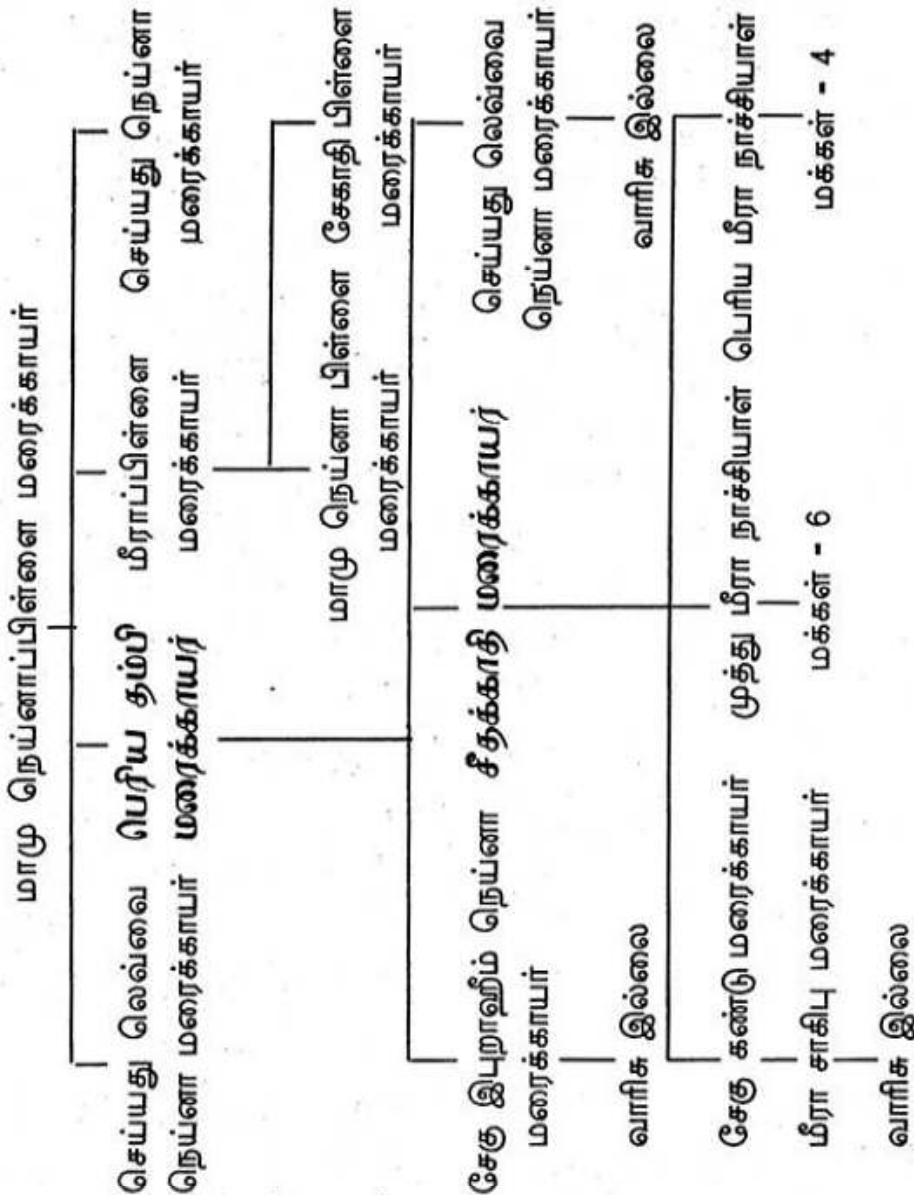 மாமு நெய்னாப்பிள்ளை மரைக்காயர்
செய்யது லெவ்வை பெரிய தம்பி மீராப்பிள்ளை செய்யது நெய்னா
நெய்னா மரைக்காயர் மரைக்காயர் மரைக்காயர் மரைக்காயர்
மாமு நெய்னா பிள்ளை சேகாதி பிள்ளை
மரைக்காயர் மரைக்காயர்
சேகு இபுறாஹீம் நெய்னா சீதக்காதி மரைக்காயர் செய்யது லெவ்வை
மரைக்காயர் நெய்னா மரைக்காயர்
வாரிசு இல்லை வாரிசு இல்லை
சேகு கண்டு மரைக்காயர் முத்து மீரா நாச்சியாள் பெரிய மீரா நாச்சியாள்
மீரா சாகிபு மரைக்காயர் மக்கள் - 6 மக்கள் - 4
வாரிசு இல்லை